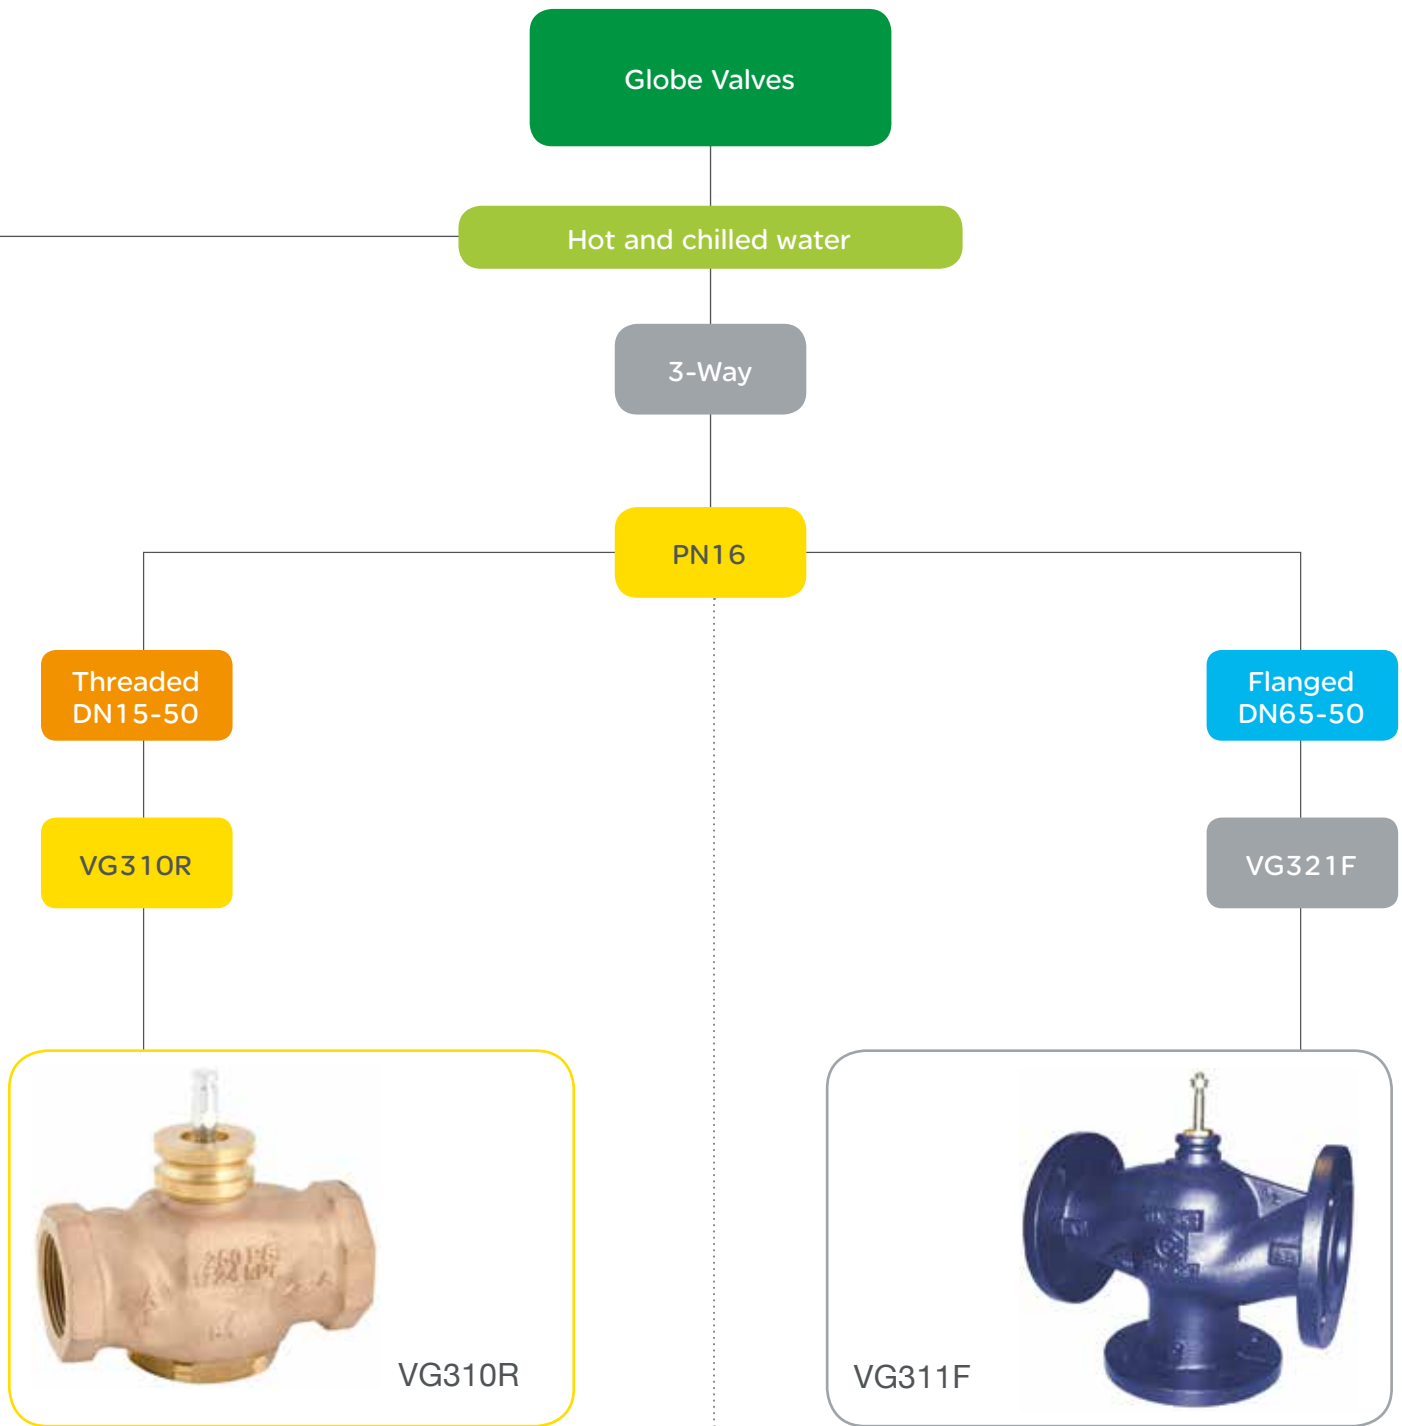 Globe Valves
Hot and chilled water
3-Way
PN16
Threaded
DN15-50
Flanged
DN65-50
VG310R
VG321F
VG310R
VG311F